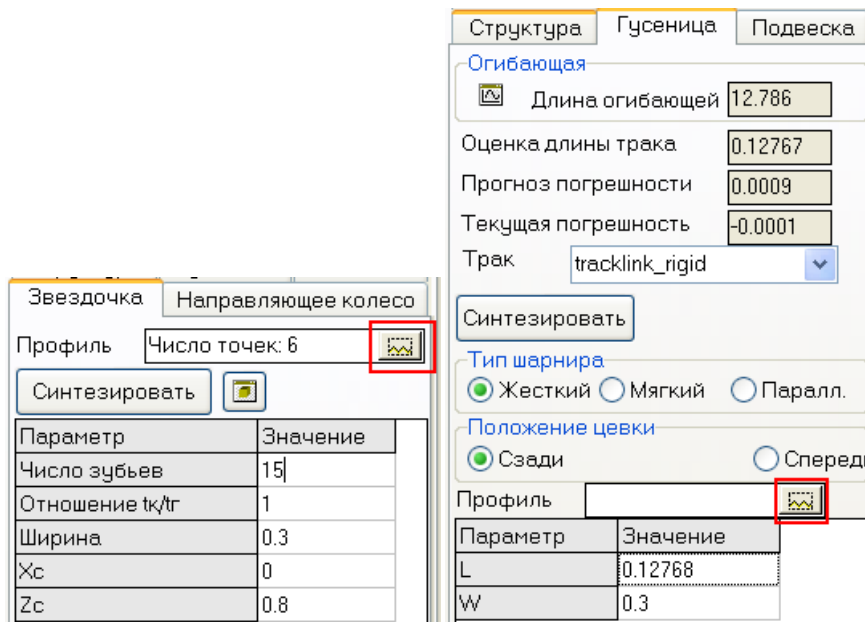 Структура Гусеница Подвеска
Огибающая
Длина огибающей 12.786
Оценка длины трака 0.12767
Прогноз погрешности 0.0009
Текущая погрешность -0.0001
Трак tracklink_rigid
Синтезировать
Тип шарнира
Жесткий Мягкий Паралл.
Положение цевки
Сзади Сперед
Профиль
Параметр Значение
L 0.12768
W 0.3
Звездочка Направляющее колесо
Профиль Число точек: 6
Синтезировать
Параметр Значение
Число зубьев 15
Отношение tк/tг 1
Ширина 0.3
Xc 0
Zc 0.8